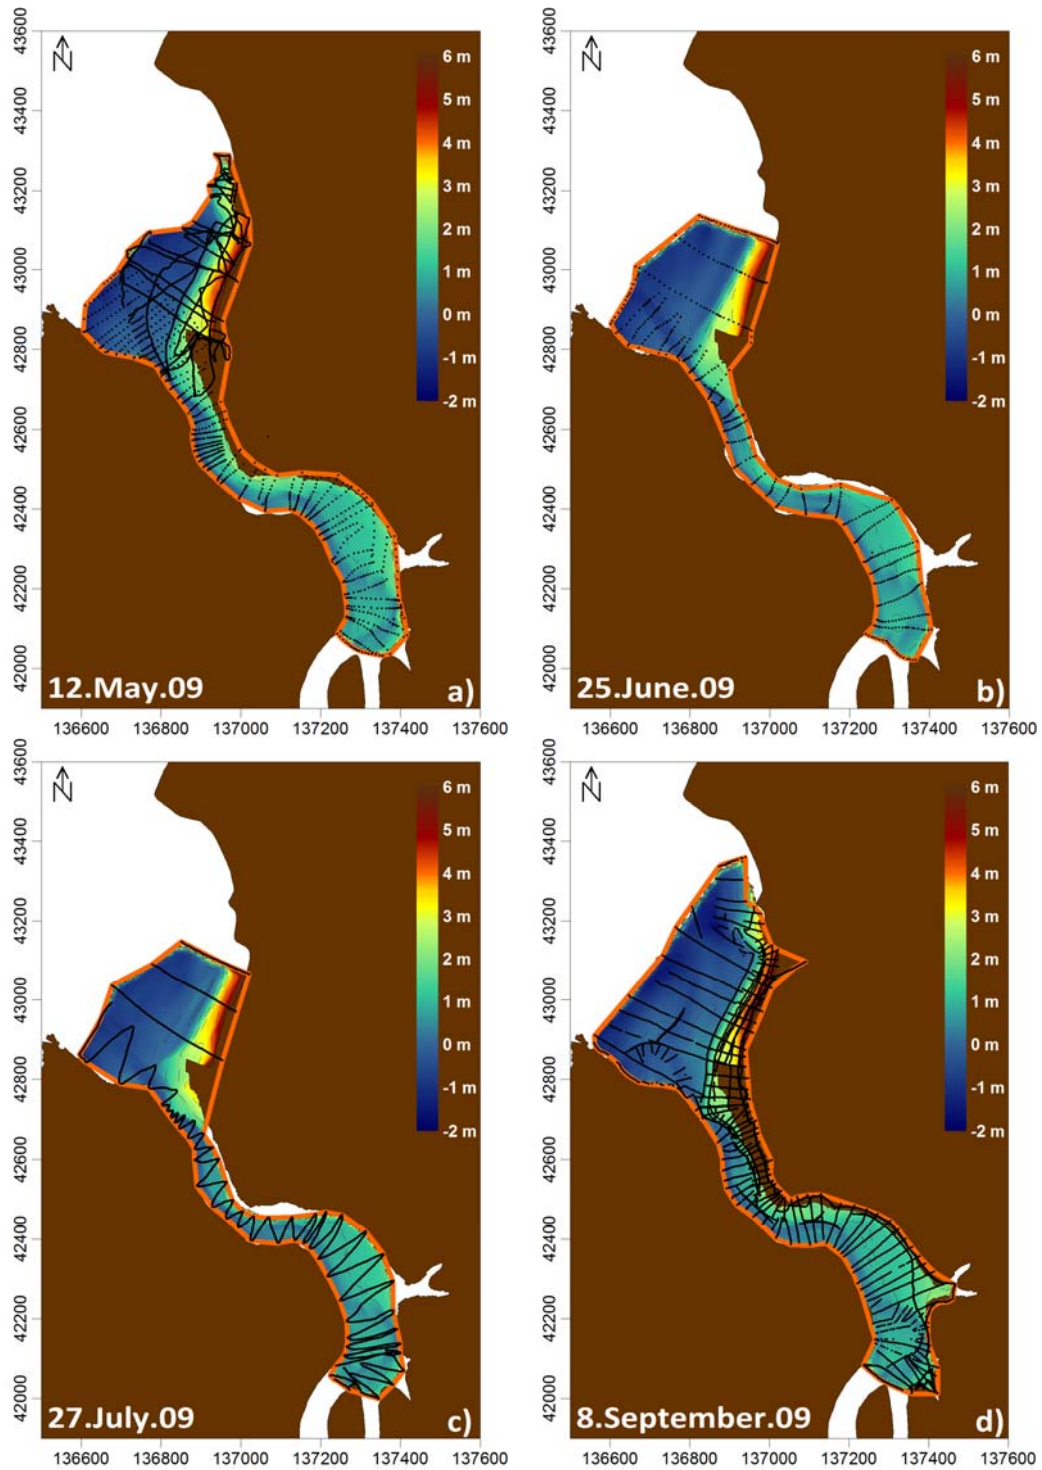 43600
43400
43200
43000
42800
42600
42400
42200
42000
N
6 m
5 m
4 m
3 m
2 m
1 m
0 m
-1 m
-2 m
12.May.09
a)
136600 136800 137000 137200 137400 137600
43600
43400
43200
43000
42800
42600
42400
42200
42000
N
6 m
5 m
4 m
3 m
2 m
1 m
0 m
-1 m
-2 m
25.June.09
b)
136600 136800 137000 137200 137400 137600
43600
43400
43200
43000
42800
42600
42400
42200
42000
N
6 m
5 m
4 m
3 m
2 m
1 m
0 m
-1 m
-2 m
27.July.09
c)
136600 136800 137000 137200 137400 137600
43600
43400
43200
43000
42800
42600
42400
42200
42000
N
6 m
5 m
4 m
3 m
2 m
1 m
0 m
-1 m
-2 m
8.September.09
d)
136600 136800 137000 137200 137400 137600